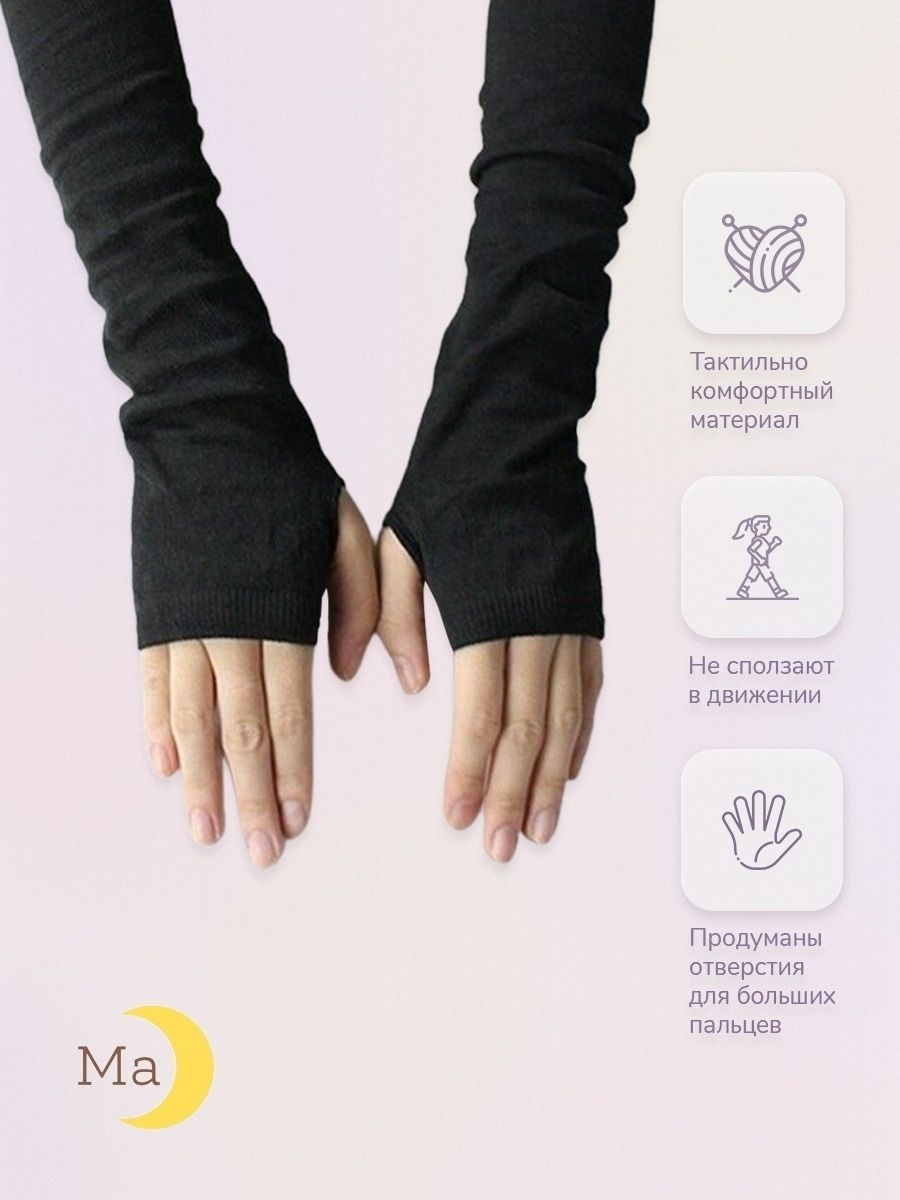 Тактильно
комфортный
материал
Не сползают
в движении
Продуманы
отверстия
для больших
пальцев
Ма